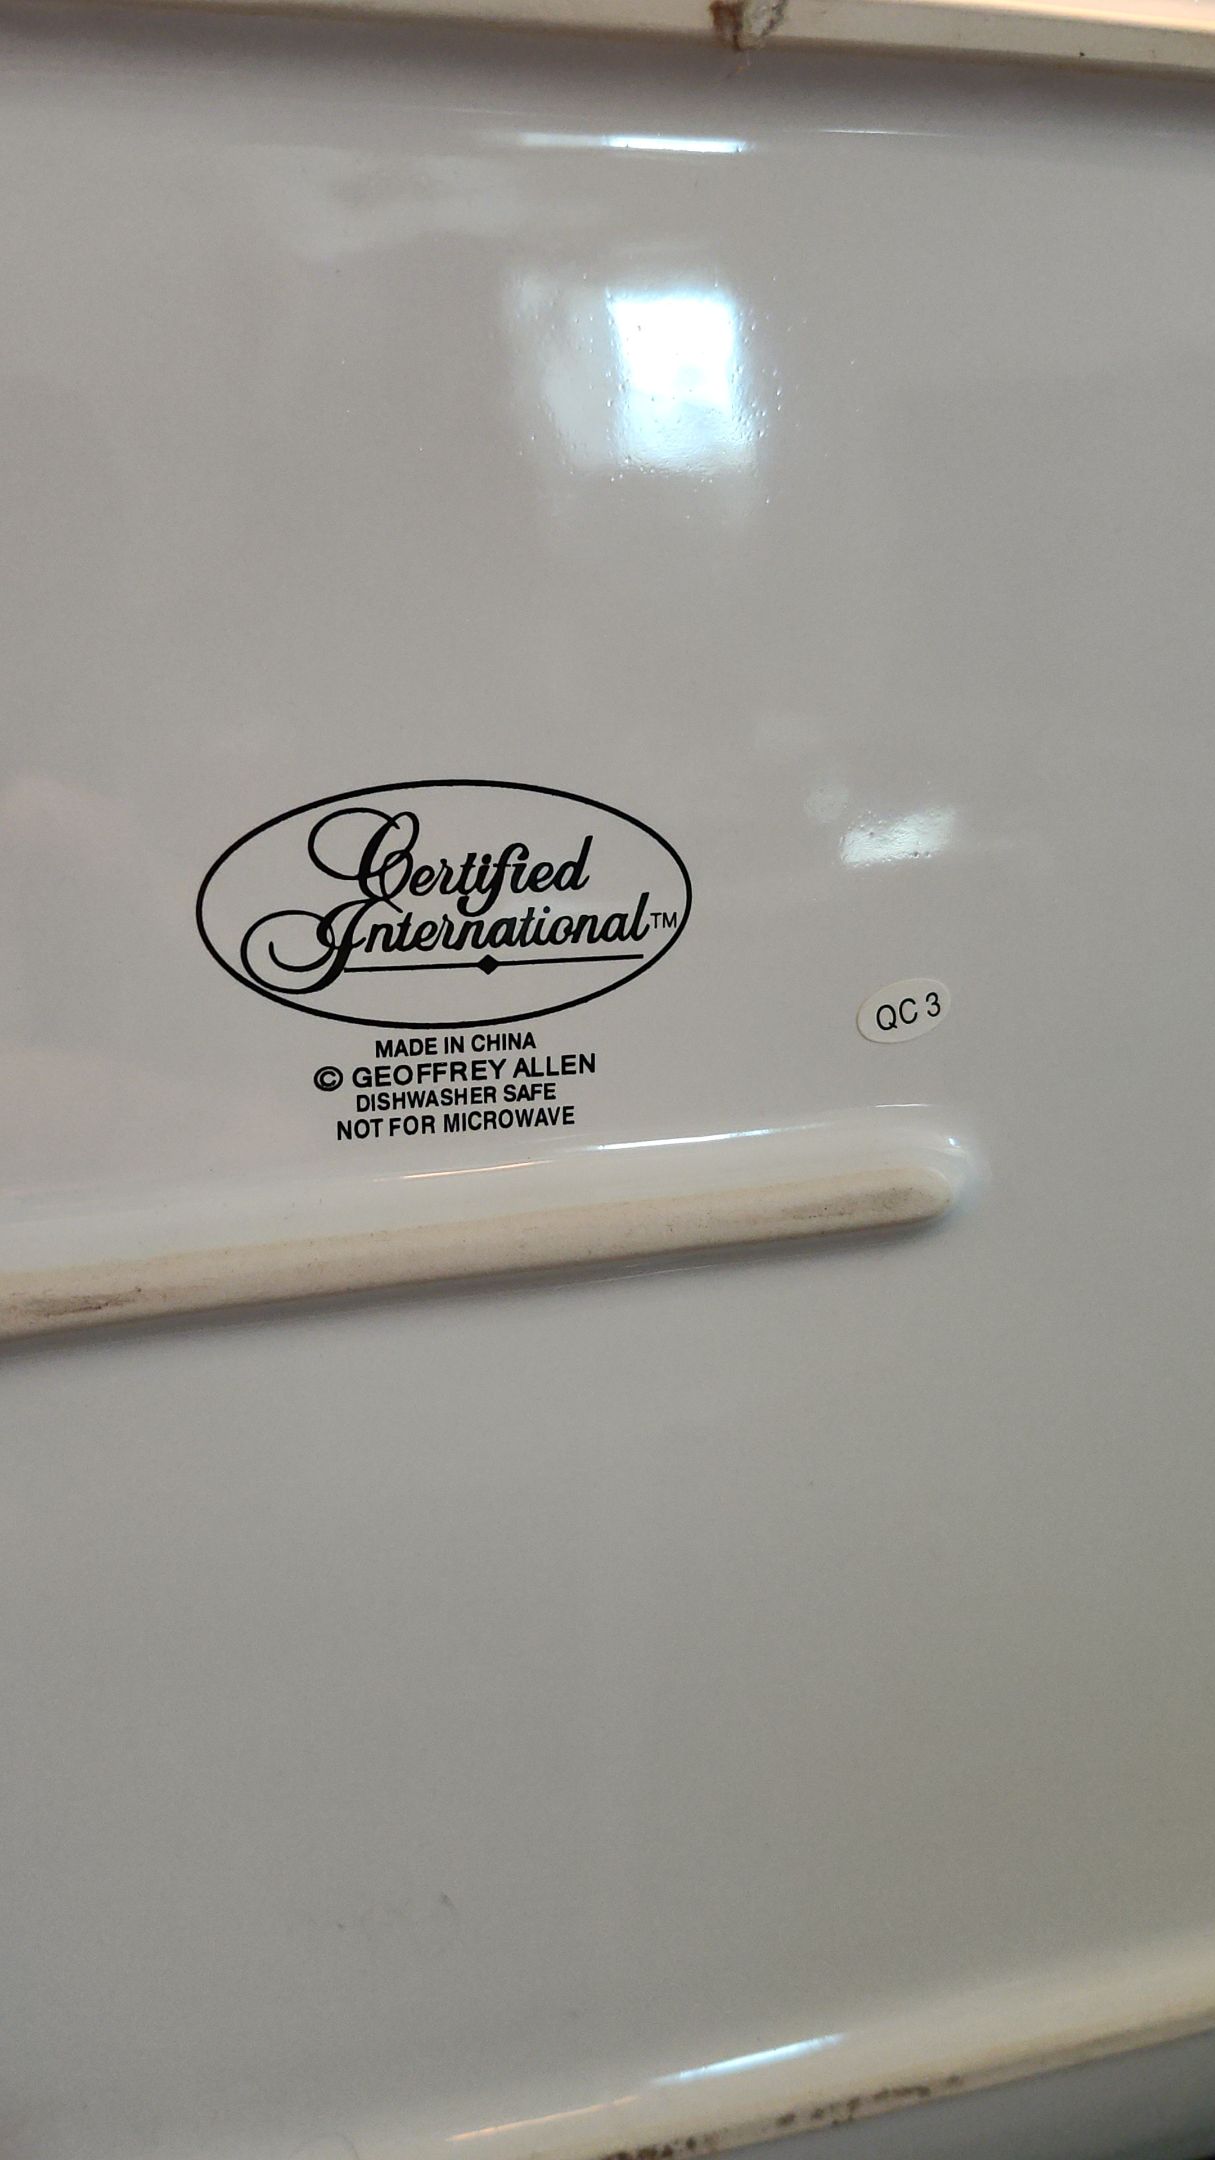 Certified
International™
QC 3
MADE IN CHINA
© GEOFFREY ALLEN
DISHWASHER SAFE
NOT FOR MICROWAVE